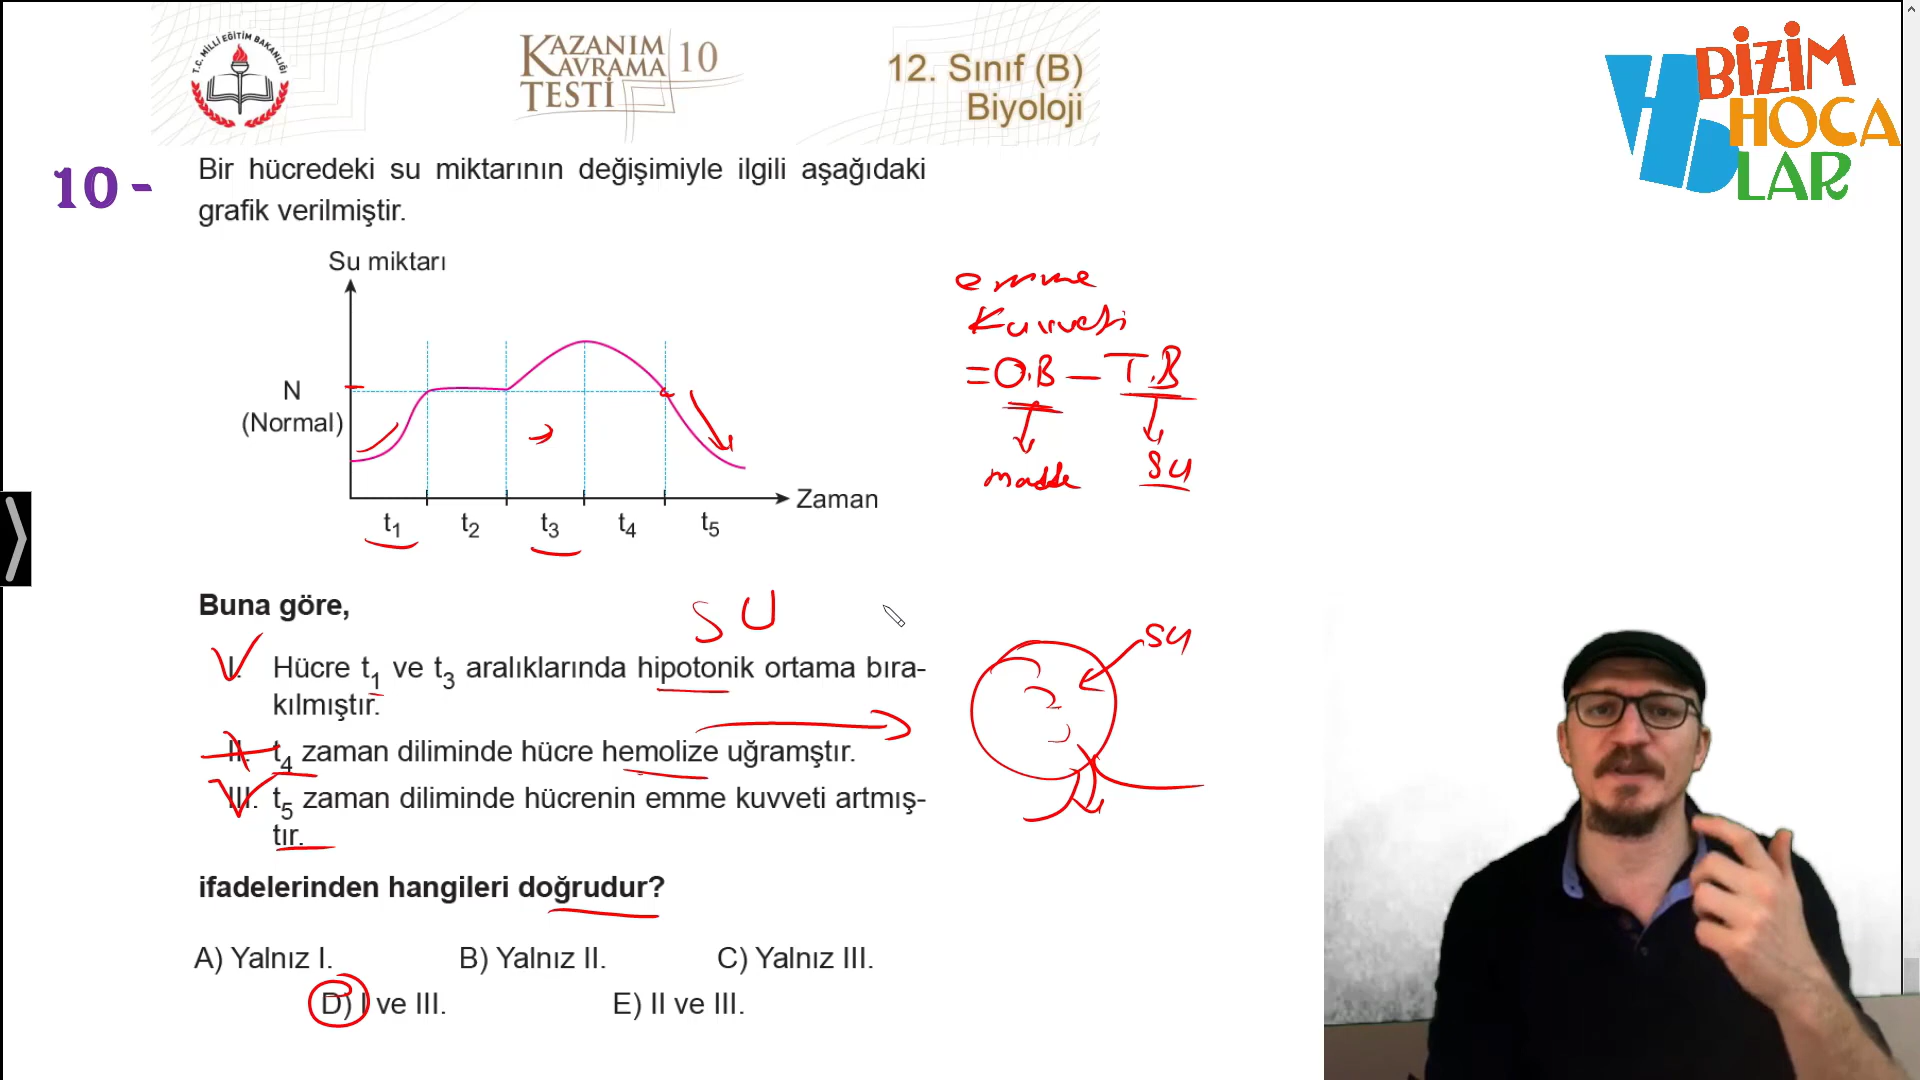 T.C. MİLLÎ EĞİTİM BAKANLIĞI
KAZANIM
KAVRAMA
TESTİ
10
12. Sınıf (B)
Biyoloji
BİZİM
HOCA
LAR
10 -
Bir hücredeki su miktarının değişimiyle ilgili aşağıdaki
grafik verilmiştir.
Su miktarı
N
(Normal)
Zaman
t1 t2 t3 t4 t5
emme
Kuvveti
= O.B – T.B
madde
su
Buna göre,
SU
I. Hücre t1 ve t3 aralıklarında hipotonik ortama bıra-
kılmıştır.
II. t4 zaman diliminde hücre hemolize uğramştır.
III. t5 zaman diliminde hücrenin emme kuvveti artmış-
tır.
su
ifadelerinden hangileri doğrudur?
A) Yalnız I. B) Yalnız II. C) Yalnız III.
D) I ve III. E) II ve III.